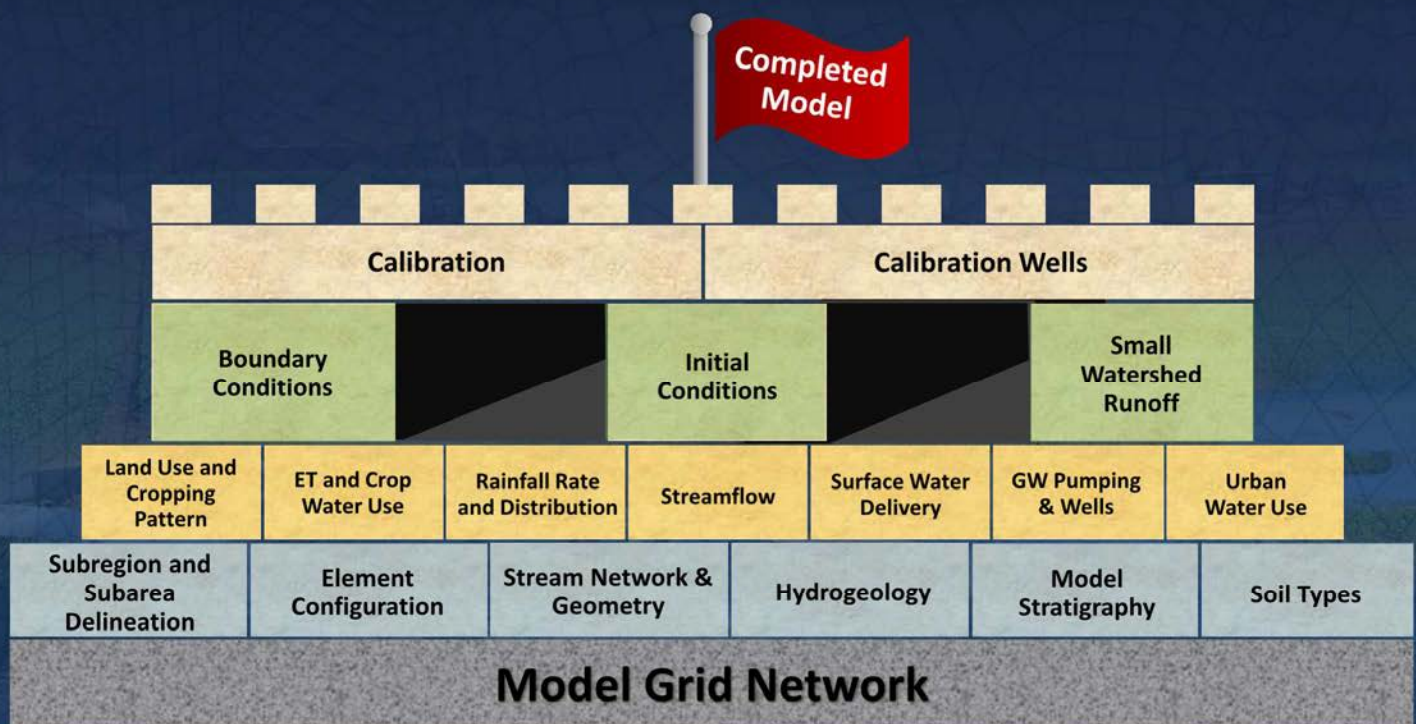 Completed
Model
Calibration
Calibration Wells
Boundary
Conditions
Initial
Conditions
Small
Watershed
Runoff
Land Use and
Cropping
Pattern
ET and Crop
Water Use
Rainfall Rate
and Distribution
Streamflow
Surface Water
Delivery
GW Pumping
& Wells
Urban
Water Use
Subregion and
Subarea
Delineation
Element
Configuration
Stream Network &
Geometry
Hydrogeology
Model
Stratigraphy
Soil Types
Model Grid Network